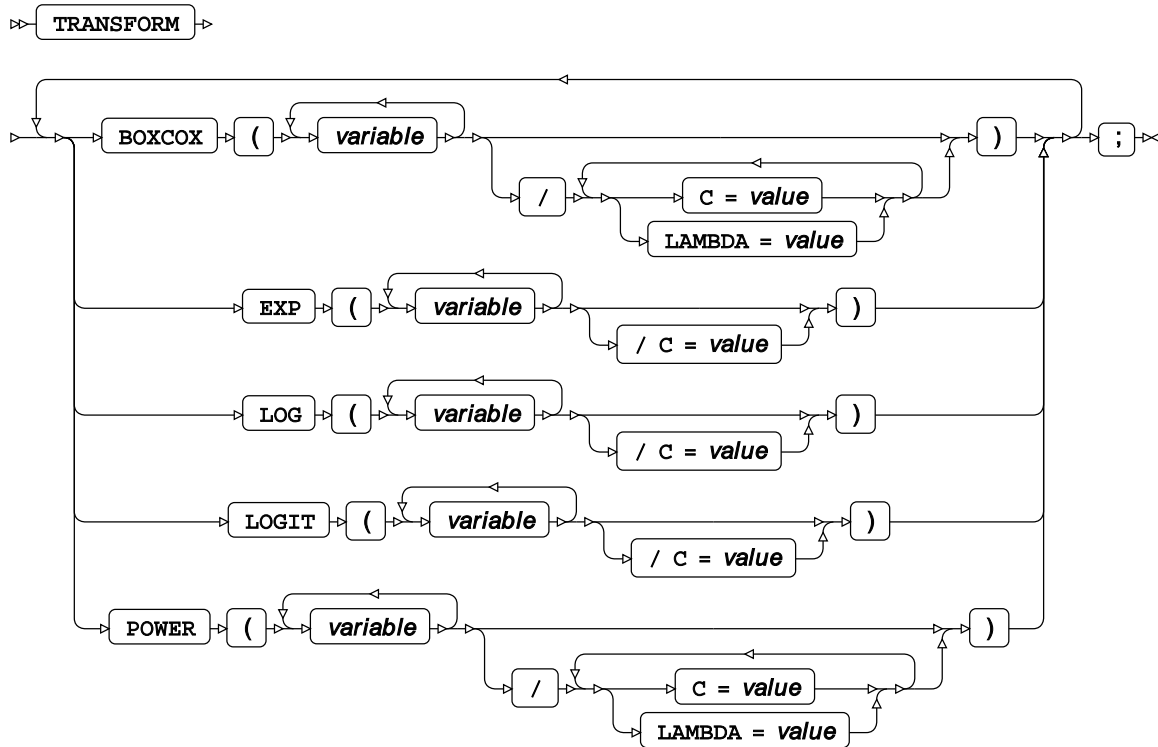 TRANSFORM
BOXCOX ( variable )
/ C = value
LAMBDA = value
;
EXP ( variable )
/ C = value
LOG ( variable )
/ C = value
LOGIT ( variable )
/ C = value
POWER ( variable )
/ C = value
LAMBDA = value